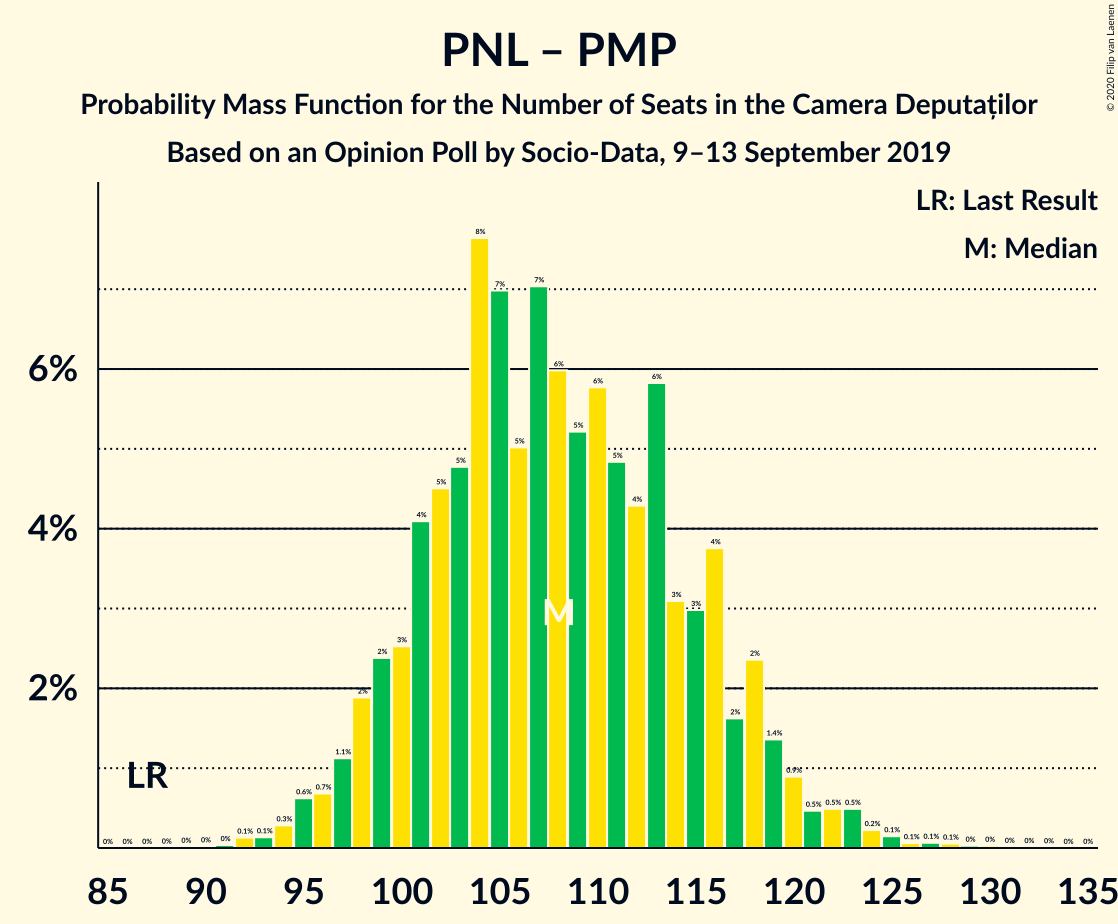 PNL – PMP
Probability Mass Function for the Number of Seats in the Camera Deputaților
Based on an Opinion Poll by Socio-Data, 9–13 September 2019
© 2020 Filip van Laenen
LR: Last Result
M: Median
6%
4%
2%
LR
M
0% 0% 0% 0% 0% 0% 0% 0.1% 0.1% 0.3% 0.6% 0.7% 1.1% 2% 2% 3% 4% 5% 5% 8% 7% 5% 7% 6% 5% 6% 5% 4% 6% 3% 3% 4% 2% 2% 1.4% 0.9% 0.5% 0.5% 0.5% 0.2% 0.1% 0.1% 0.1% 0.1% 0% 0% 0% 0% 0% 0% 0%
85 90 95 100 105 110 115 120 125 130 135